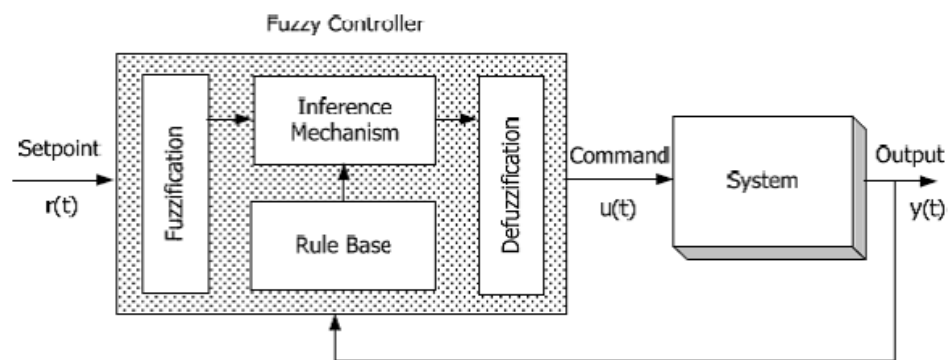 Fuzzy Controller
Setpoint
r(t)
Fuzzification
Inference
Mechanism
Rule Base
Defuzzification
Command
u(t)
System
Output
y(t)